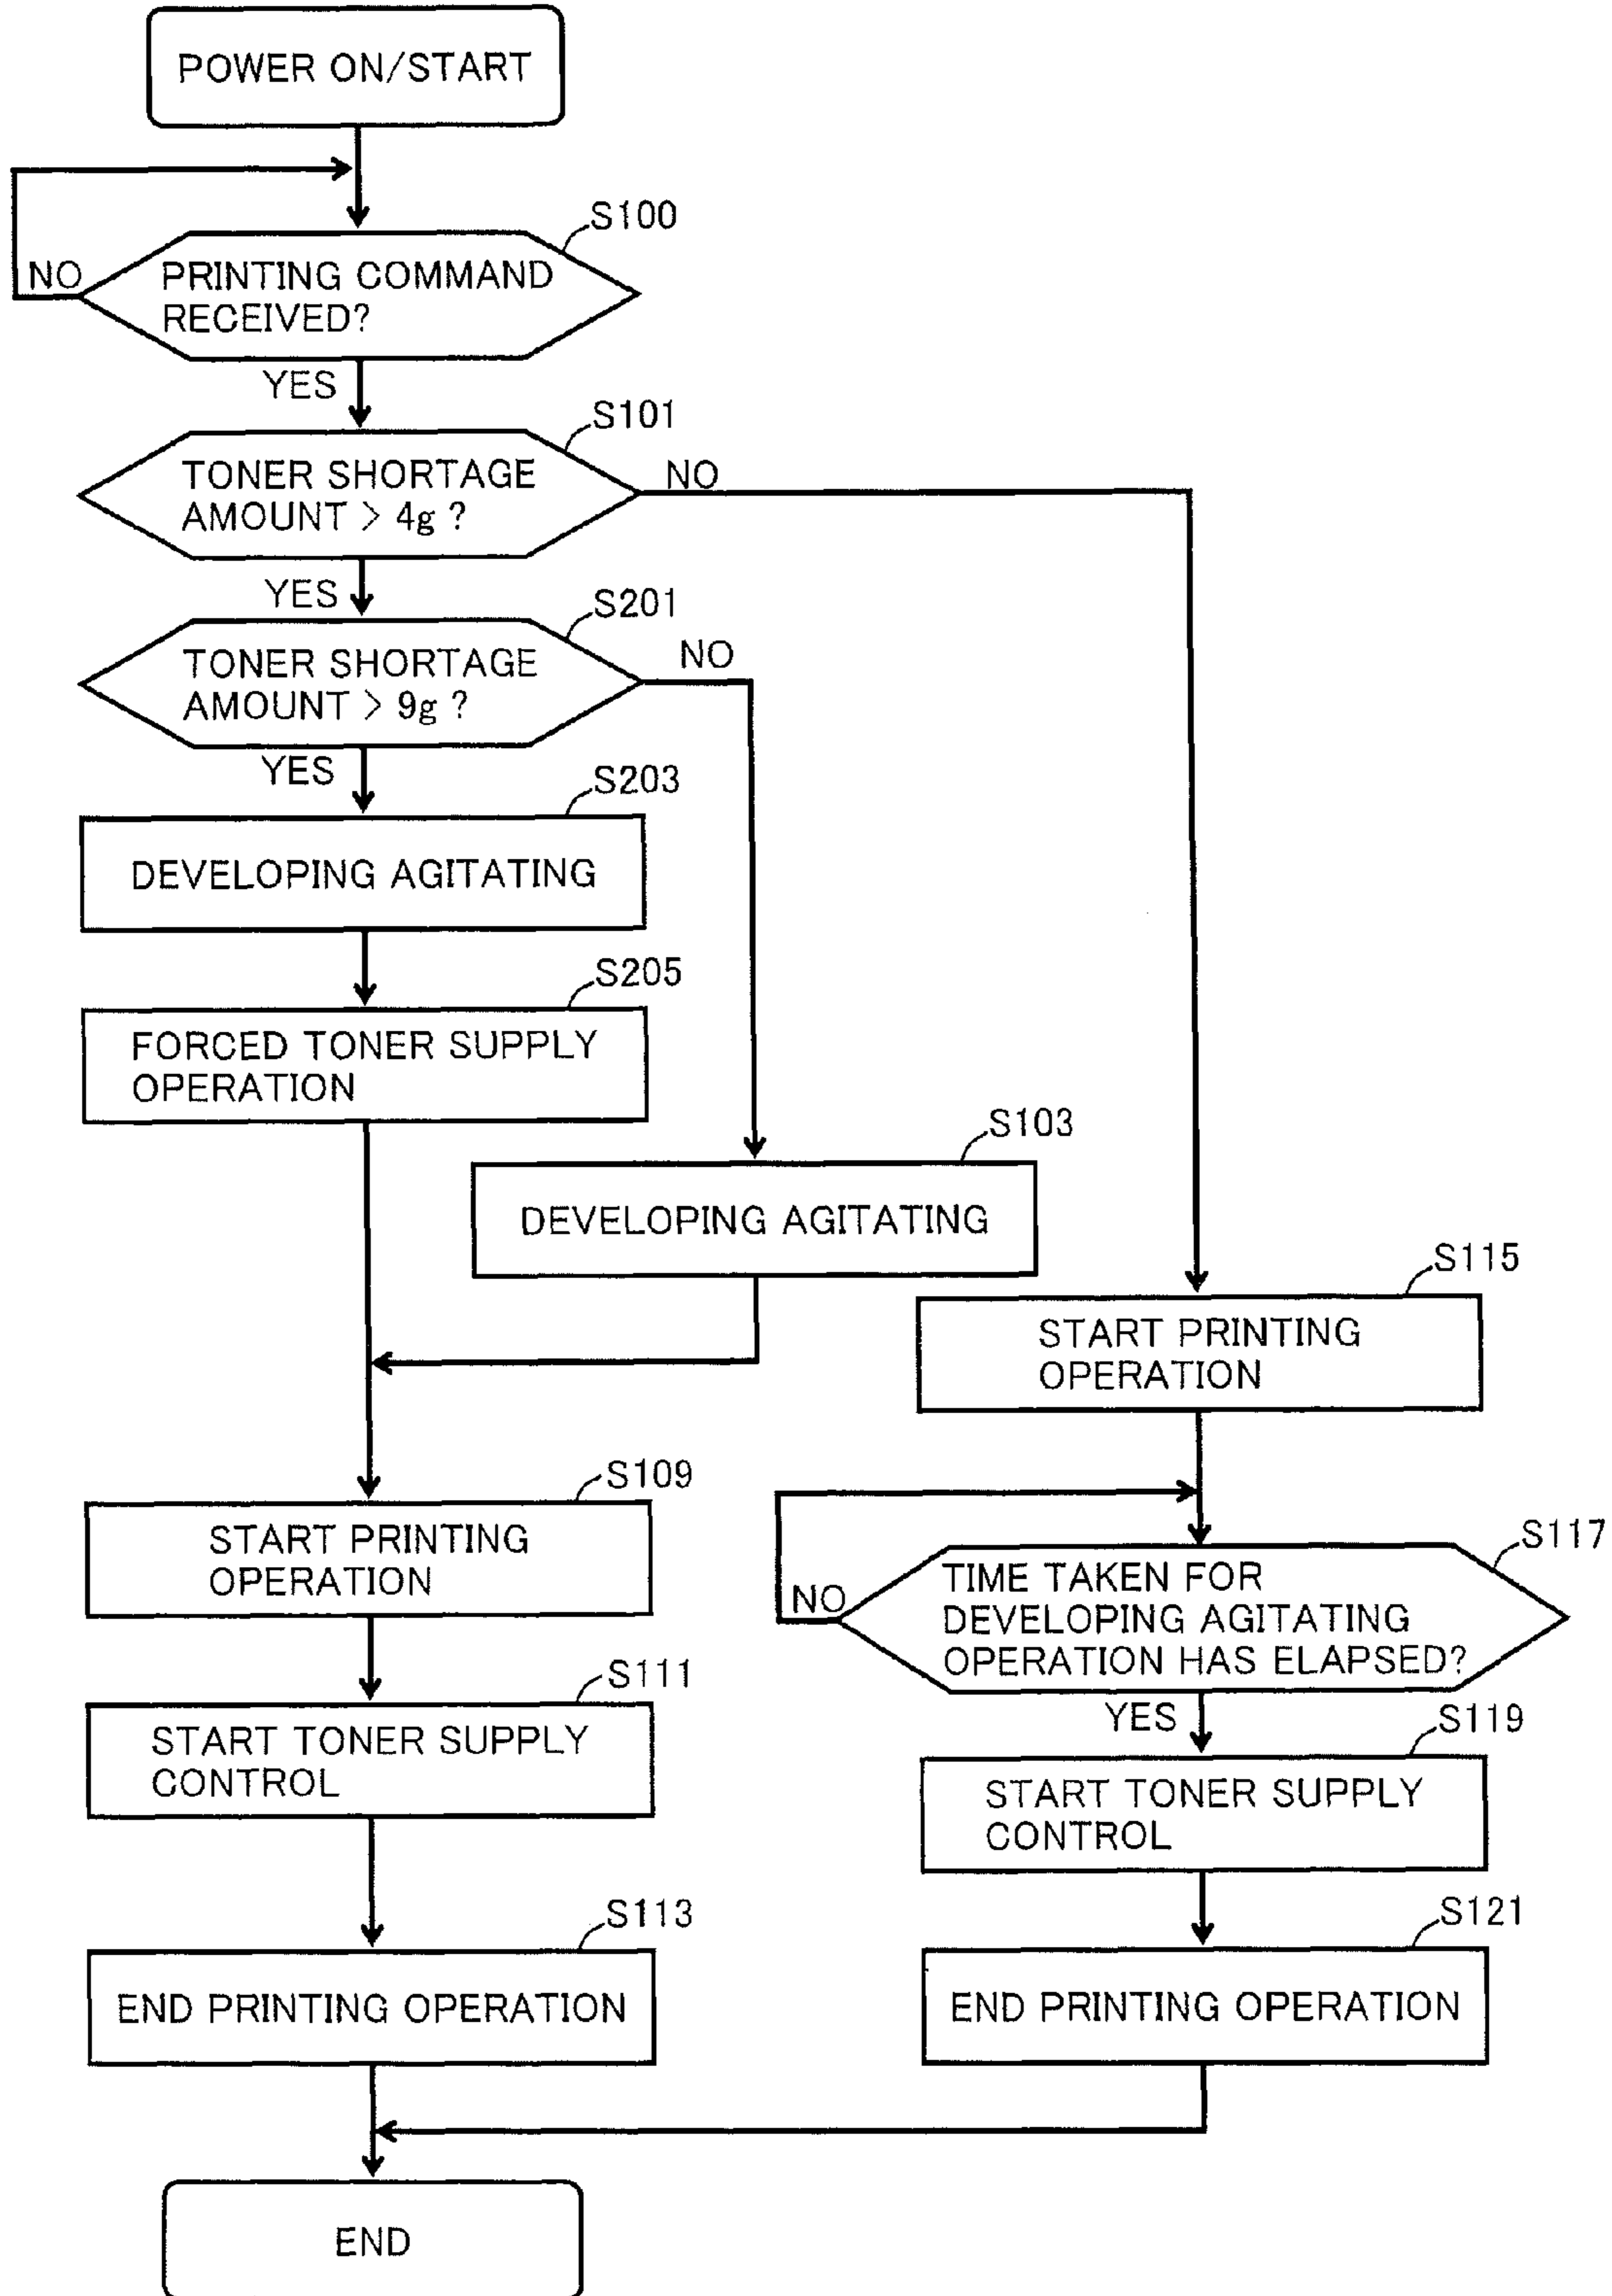 POWER ON/START
S100
NO
PRINTING COMMAND
RECEIVED?
YES
S101
TONER SHORTAGE
AMOUNT > 4g ?
NO
YES
S201
TONER SHORTAGE
AMOUNT > 9g ?
NO
YES
S203
DEVELOPING AGITATING
S205
FORCED TONER SUPPLY
OPERATION
S103
DEVELOPING AGITATING
S115
START PRINTING
OPERATION
S109
START PRINTING
OPERATION
S117
NO
TIME TAKEN FOR
DEVELOPING AGITATING
OPERATION HAS ELAPSED?
YES
S111
START TONER SUPPLY
CONTROL
S119
START TONER SUPPLY
CONTROL
S113
END PRINTING OPERATION
S121
END PRINTING OPERATION
END